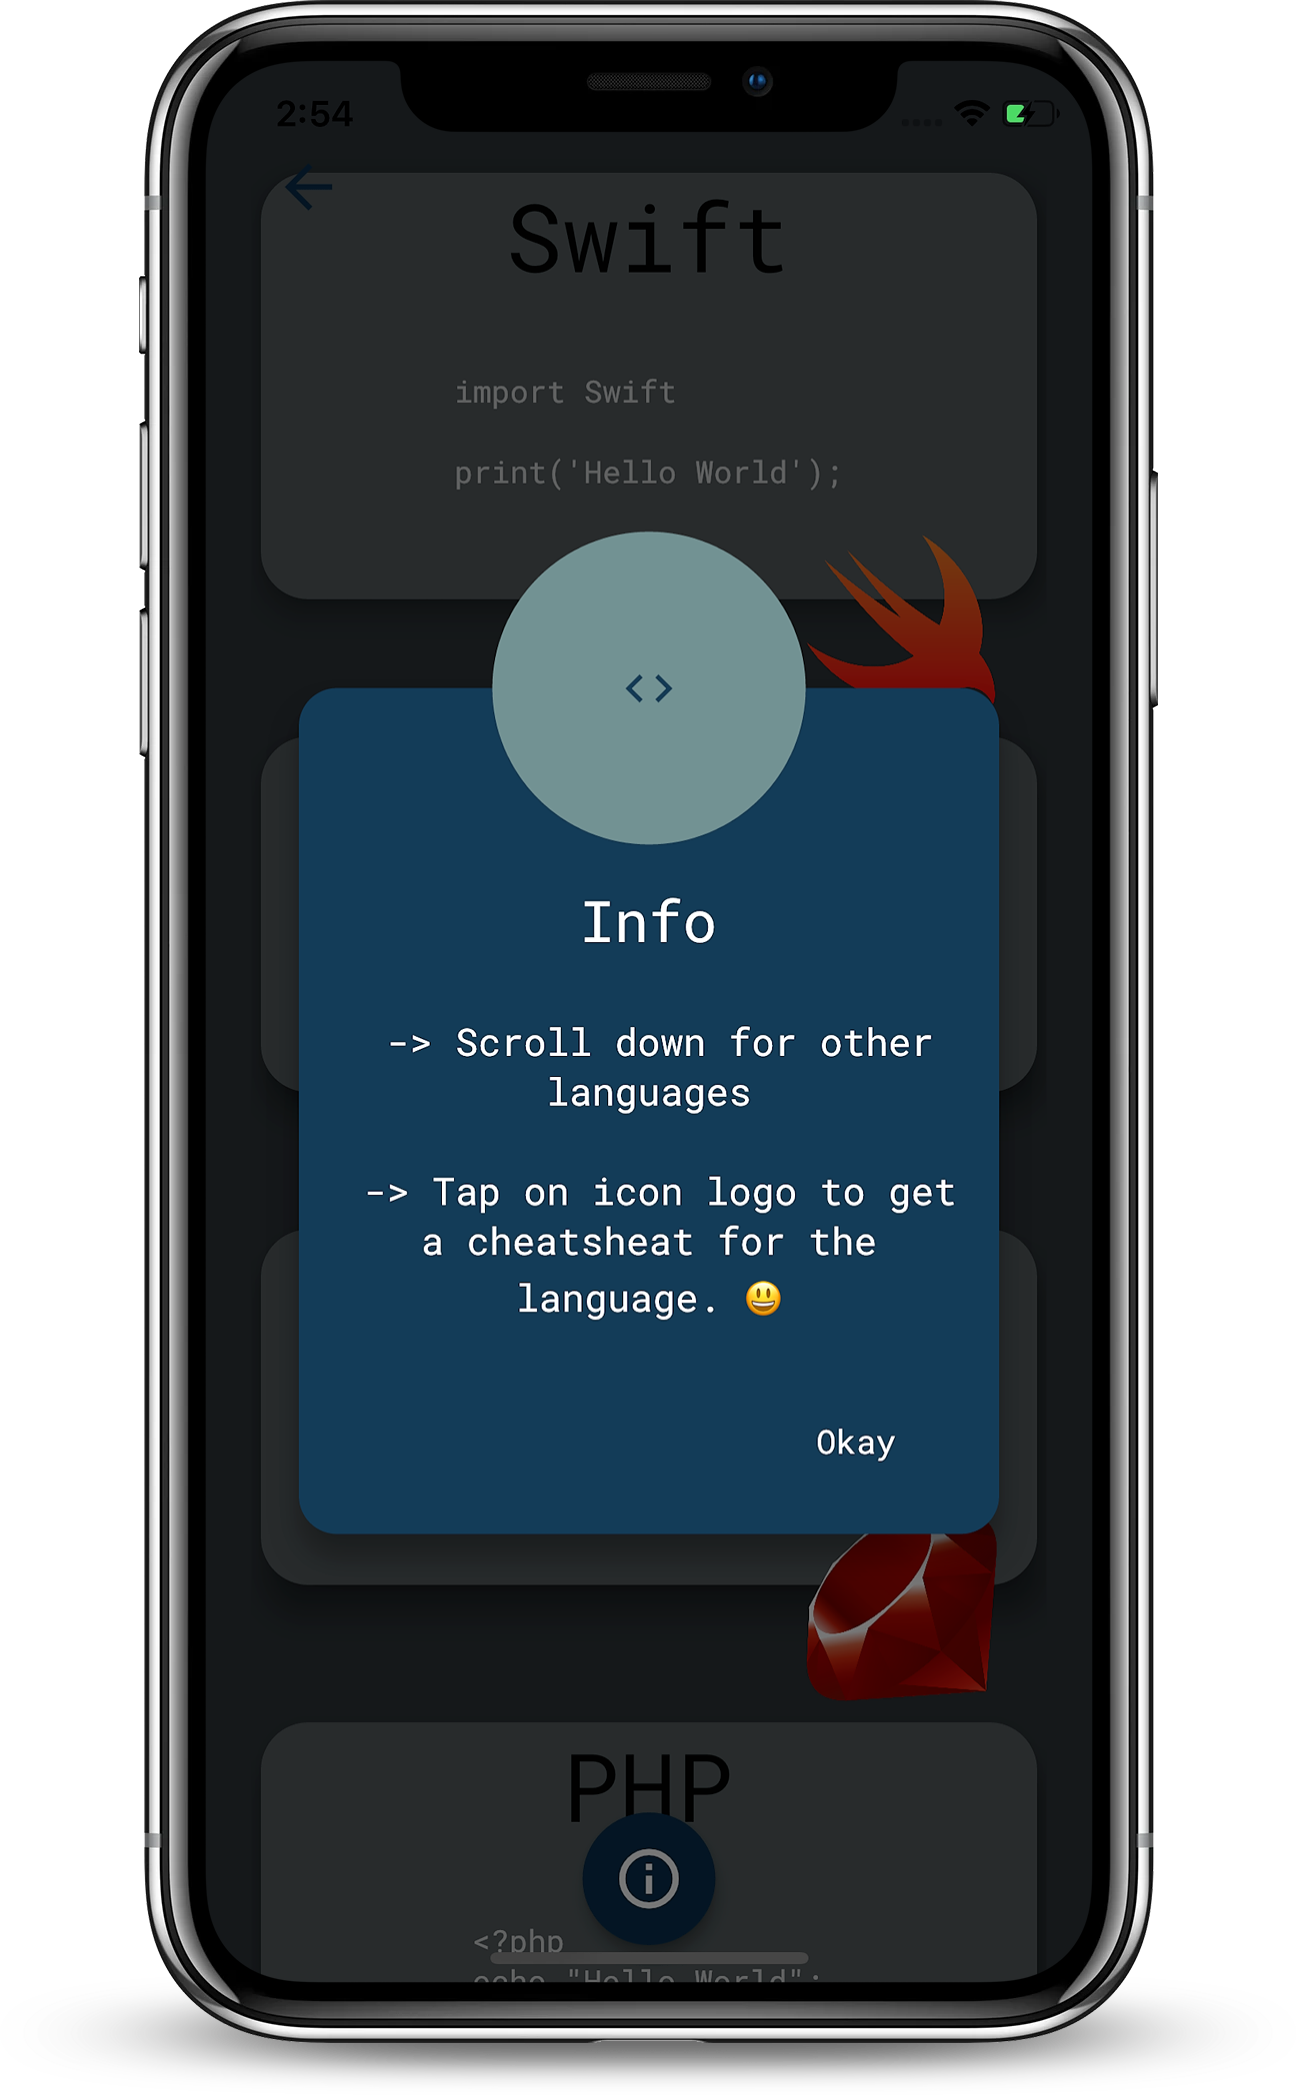 2:54
Swift
import Swift
print('Hello World');
<>
Info
-> Scroll down for other
languages
-> Tap on icon logo to get
a cheatsheat for the
language. 😃
Okay
PHP
<?php
echo "Hello World";